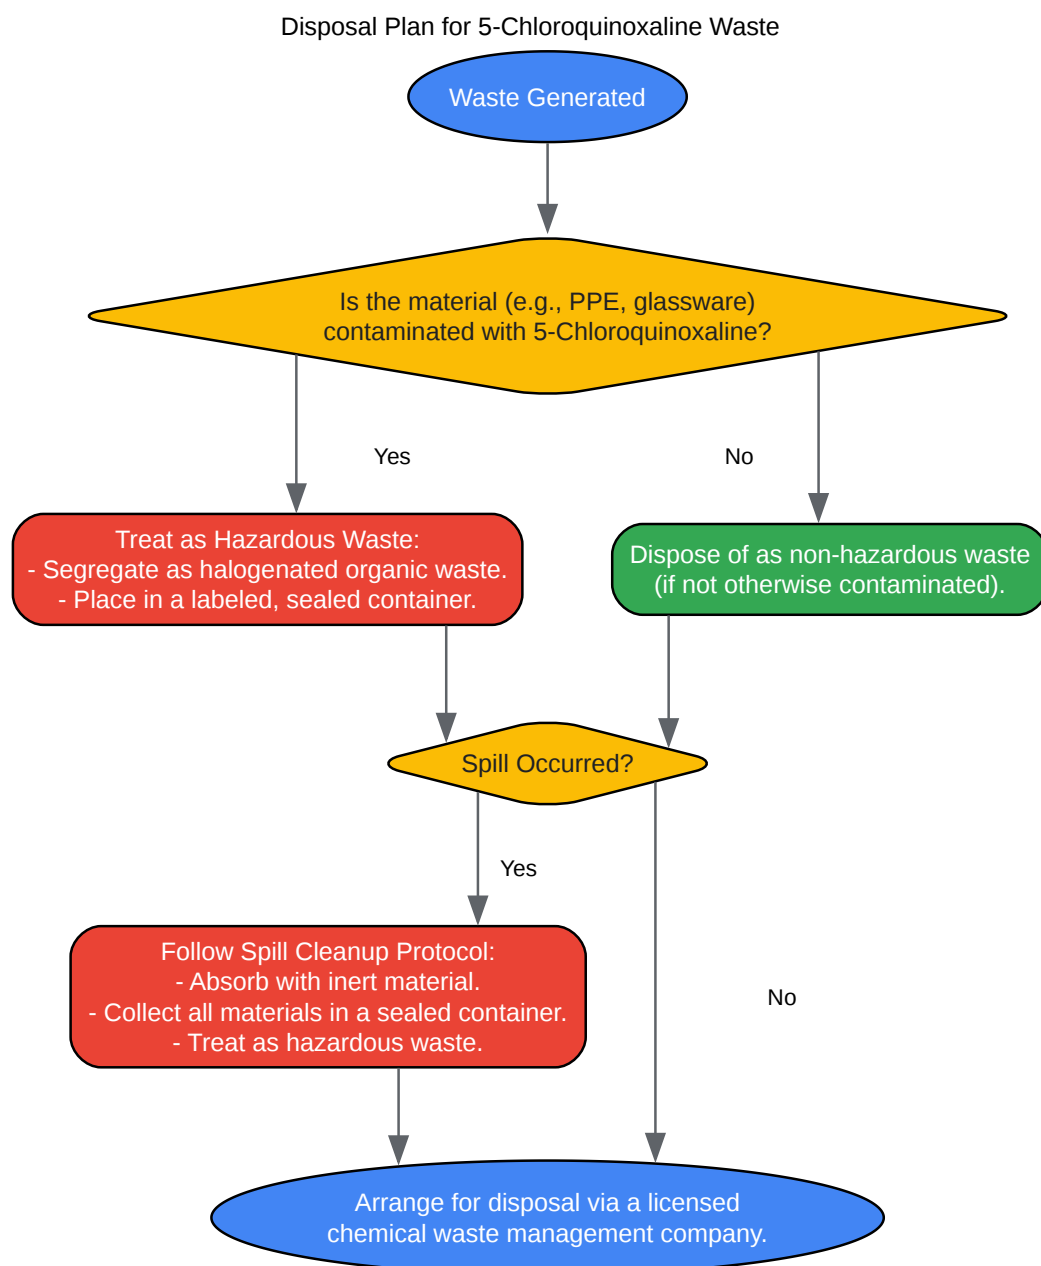 Disposal Plan for 5-Chloroquinoxaline Waste
Waste Generated
Is the material (e.g., PPE, glassware)
contaminated with 5-Chloroquinoxaline?
Yes
No
Treat as Hazardous Waste:
- Segregate as halogenated organic waste.
- Place in a labeled, sealed container.
Dispose of as non-hazardous waste
(if not otherwise contaminated).
Spill Occurred?
Yes
Follow Spill Cleanup Protocol:
- Absorb with inert material.
- Collect all materials in a sealed container.
- Treat as hazardous waste.
No
Arrange for disposal via a licensed
chemical waste management company.